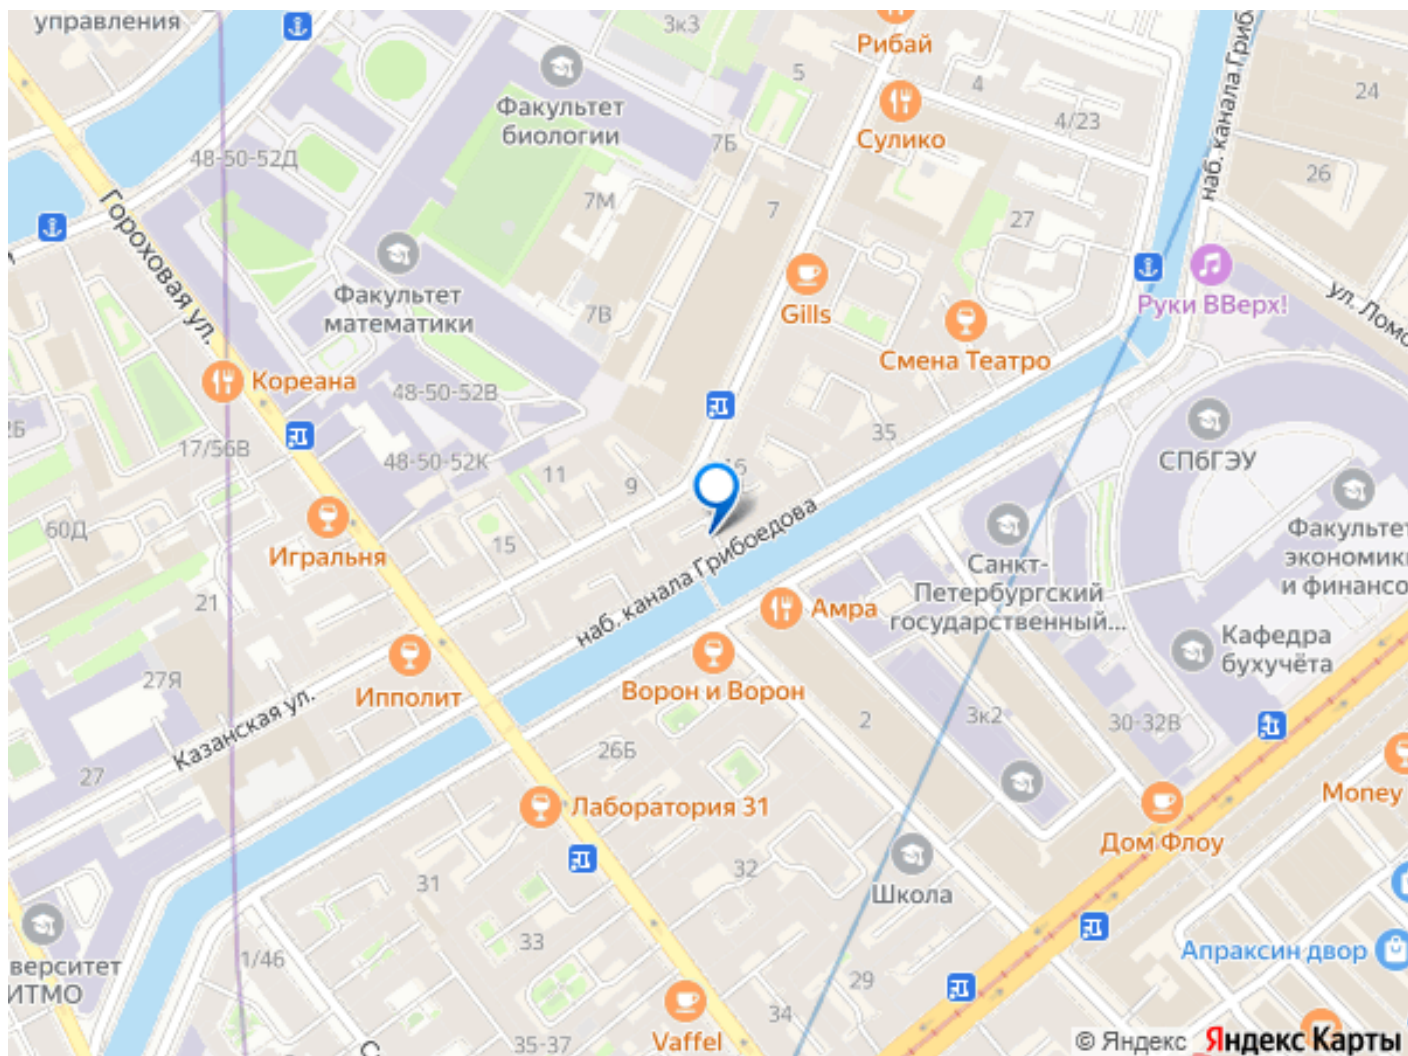 управления
3к3
Рибай
Факультет
биологии
5
4
24
Сулико
4/23
наб. канала Гриб
48-50-52Д
7Б
26
7М
7
27
Гороховая ул.
Факультет
математики
7В
Gills
Руки ВВерх!
ул. Ломо
Смена Театро
Кореана
48-50-52В
35
17/56В
48-50-52К
11
9
СПбГЭУ
60Д
Игральня
15
наб. канала Грибоедова
Санкт-
Петербургский
государственный...
Факультет
экономики
и финансо
21
Амра
Кафедра
бухучёта
27Я
Ипполит
Ворон и Ворон
Казанская ул.
2
3к2
30-32В
26Б
27
Лаборатория 31
Money
Дом Флоу
31
32
Школа
33
1/46
верситет
ИТМО
Апраксин двор
29
34
35-37
Vaffel
С
© Яндекс Яндекс Карты